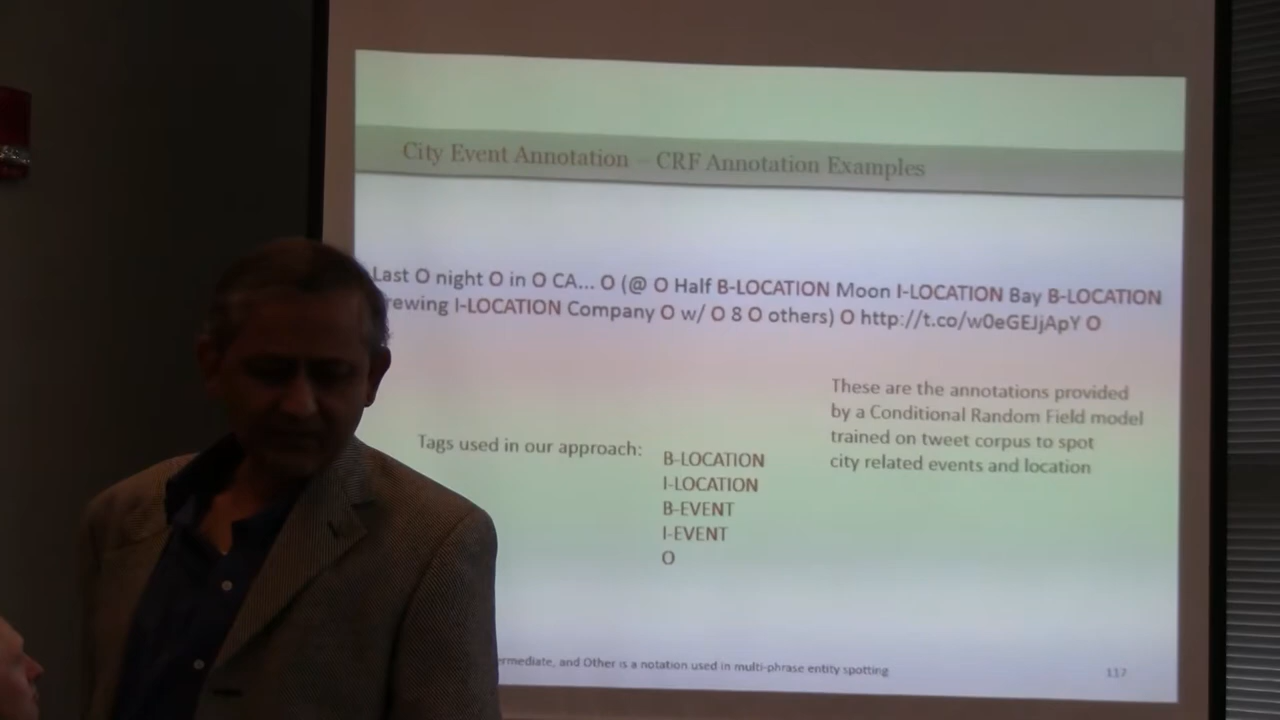 City Event Annotation – CRF Annotation Examples
Last O night O in O CA... O (@ O Half B-LOCATION Moon I-LOCATION Bay B-LOCATION
rewing I-LOCATION Company O w/ O 8 O others) O http://t.co/w0eGEJjApY O
These are the annotations provided
by a Conditional Random Field model
trained on tweet corpus to spot
city related events and location
Tags used in our approach:
B-LOCATION
I-LOCATION
B-EVENT
I-EVENT
O
rmediate, and Other is a notation used in multi-phrase entity spotting
117